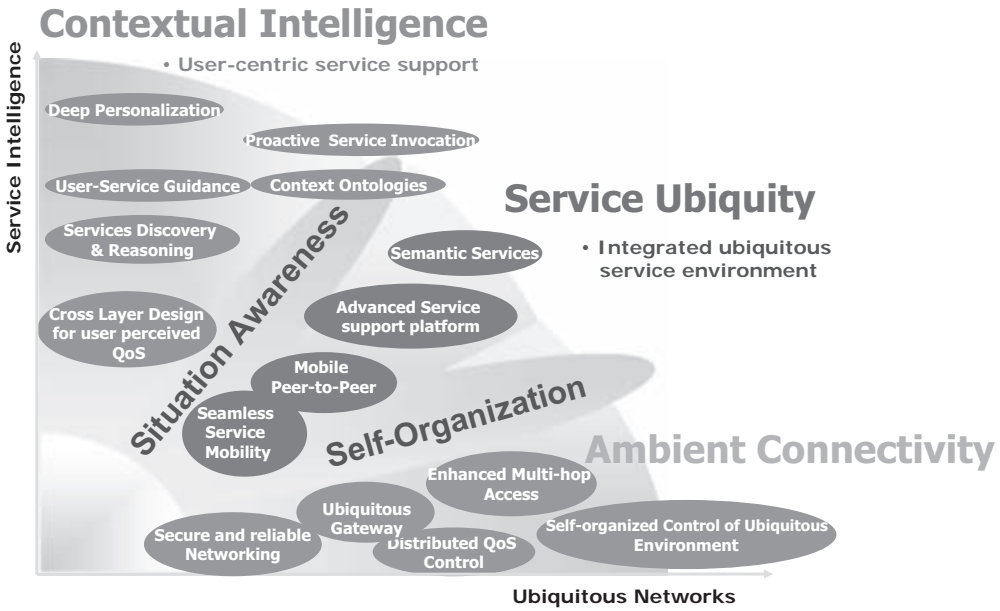 Contextual Intelligence
• User-centric service support
Service Intelligence
Deep Personalization
Proactive Service Invocation
User-Service Guidance
Context Ontologies
Service Ubiquity
Services Discovery
& Reasoning
Situation Awareness
Semantic Services
• Integrated ubiquitous
service environment
Cross Layer Design
for user perceived
QoS
Advanced Service
support platform
Mobile
Peer-to-Peer
Seamless
Service
Mobility
Self-Organization
Ambient Connectivity
Enhanced Multi-hop
Access
Ubiquitous
Gateway
Secure and reliable
Networking
Distributed QoS
Control
Self-organized Control of Ubiquitous
Environment
Ubiquitous Networks